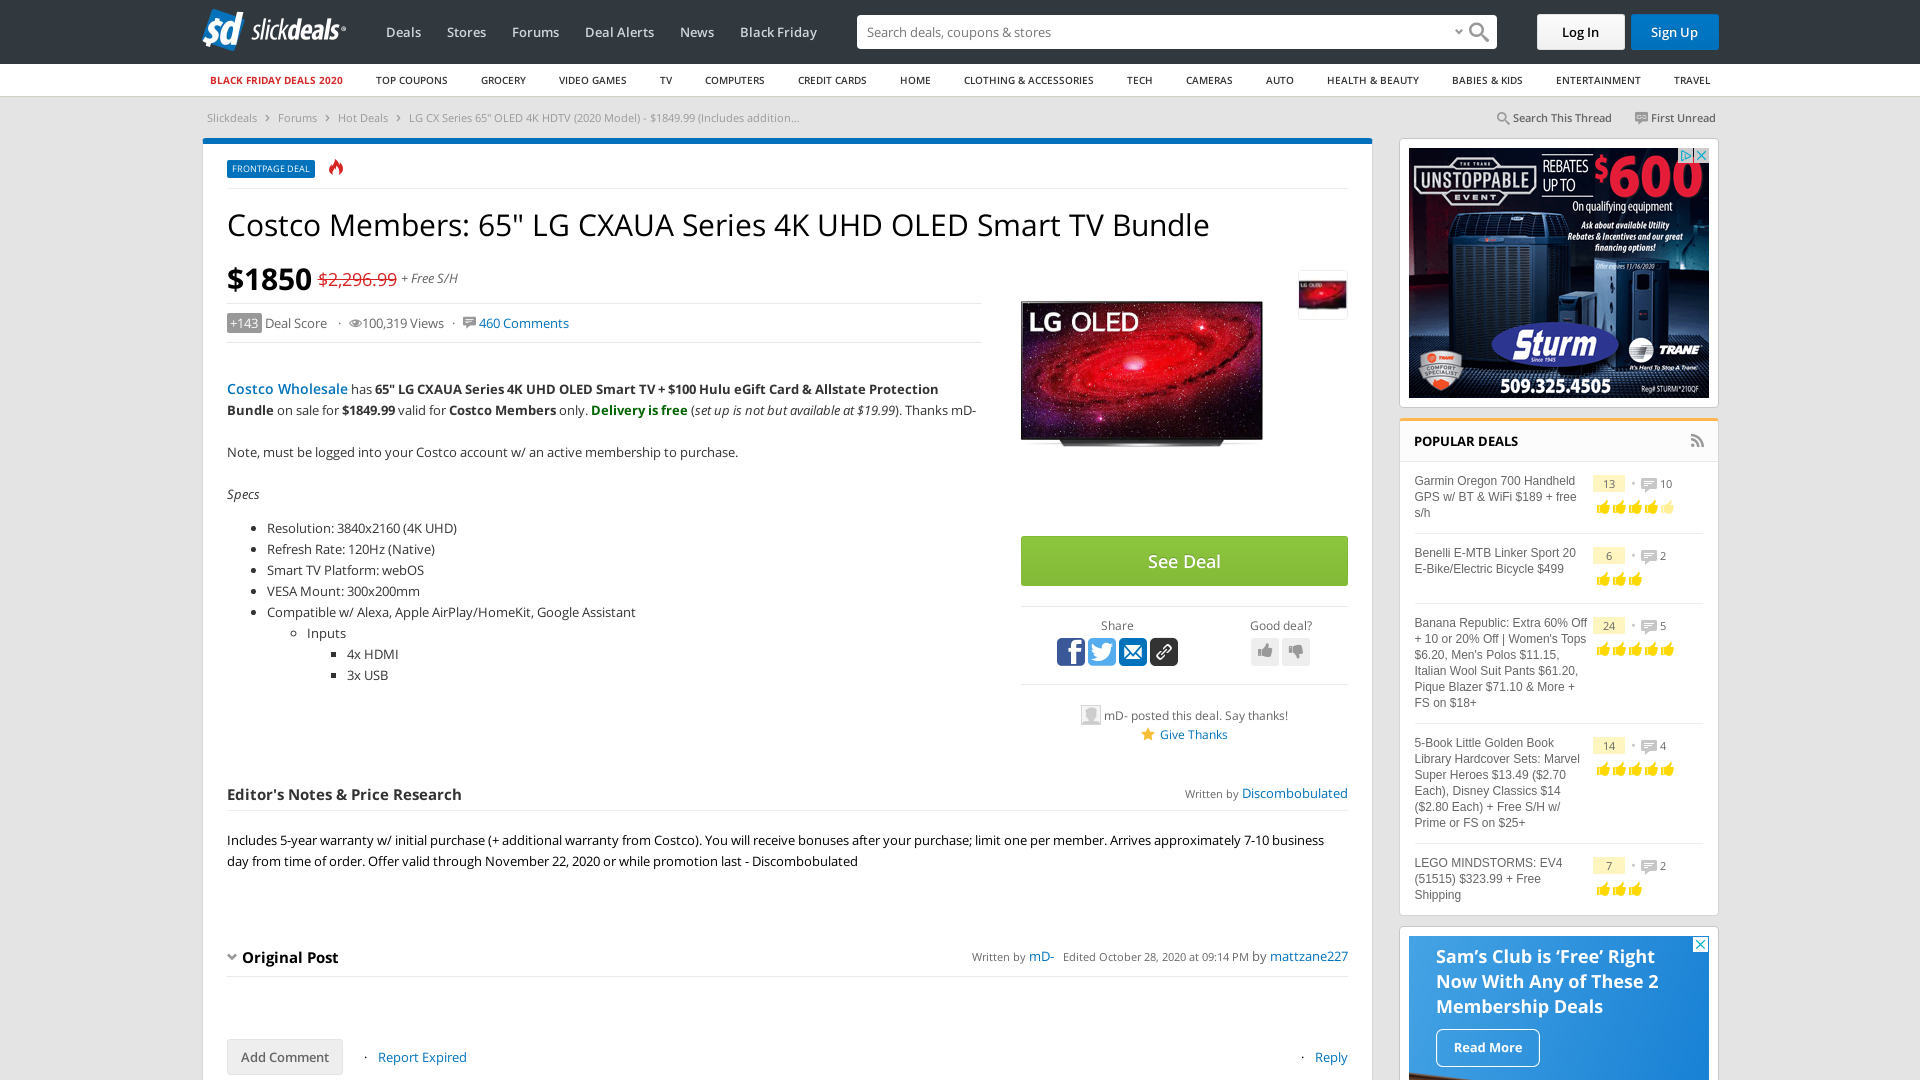 slickdeals
Deals
Stores
Forums
Deal Alerts
News
Black Friday
Search deals, coupons & shopping
Log In
Sign Up
BLACK FRIDAY DEALS 2020
TOP COUPONS
GROCERY
VIDEO GAMES
TV
COMPUTERS
CREDIT CARDS
HOME
CLOTHING & ACCESSORIES
TECH
CAMERAS
AUTO
HEALTH & BEAUTY
BABIES & KIDS
ENTERTAINMENT
TRAVEL
Slickdeals › Forums › Hot Deals › LG CX Series 65" OLED 4K HDTV (2020 Model) - $1849.99 (Includes addition...
Search This Thread
First Unread
FRONTPAGE DEAL
Costco Members: 65" LG CXAUA Series 4K UHD OLED Smart TV Bundle
$1850 $2,296.99 + Free S/H
+143 Deal Score · 100,319 Views · 460 Comments
LG OLED
LG OLED
Costco Wholesale has 65" LG CXAUA Series 4K UHD OLED Smart TV + $100 Hulu eGift Card & Allstate Protection
Bundle on sale for $1849.99 valid for Costco Members only. Delivery is free (set up is not but available at $19.99). Thanks mD-
Note, must be logged into your Costco account w/ an active membership to purchase.
Specs
Resolution: 3840x2160 (4K UHD)
Refresh Rate: 120Hz (Native)
Smart TV Platform: webOS
VESA Mount: 300x200mm
Compatible w/ Alexa, Apple AirPlay/HomeKit, Google Assistant
Inputs
4x HDMI
3x USB
See Deal
Share
Good deal?
mD- posted this deal. Say thanks!
Give Thanks
Editor's Notes & Price Research
Written by Discombobulated
Includes 5-year warranty w/ initial purchase (+ additional warranty from Costco). You will receive bonuses after your purchase; limit one per member. Arrives approximately 7-10 business
day from time of order. Offer valid through November 22, 2020 or while promotion last - Discombobulated
Original Post
Written by mD- Edited October 28, 2020 at 09:14 PM by mattzane227
Add Comment
· Report Expired
· Reply
THE TRANE
UNSTOPPABLE
EVENT
REBATES
UP TO
$600
On qualifying equipment
Ask about available Utility
Rebates & Incentives and our great
financing options!
Offer expires 11/16/2020
Sturm
Since 1945
TRANE
It's Hard To Stop A Trane.
TRANE
COMFORT
SPECIALIST
509.325.4505
Reg# STURMI*210QF
POPULAR DEALS
Garmin Oregon 700 Handheld
GPS w/ BT & WiFi $189 + free
s/h
13 • 10
Benelli E-MTB Linker Sport 20
E-Bike/Electric Bicycle $499
6 • 2
Banana Republic: Extra 60% Off
+ 10 or 20% Off | Women's Tops
$6.20, Men's Polos $11.15,
Italian Wool Suit Pants $61.20,
Pique Blazer $71.10 & More +
FS on $18+
24 • 5
5-Book Little Golden Book
Library Hardcover Sets: Marvel
Super Heroes $13.49 ($2.70
Each), Disney Classics $14
($2.80 Each) + Free S/H w/
Prime or FS on $25+
14 • 4
LEGO MINDSTORMS: EV4
(51515) $323.99 + Free
Shipping
7 • 2
Sam's Club is 'Free' Right
Now With Any of These 2
Membership Deals
Read More